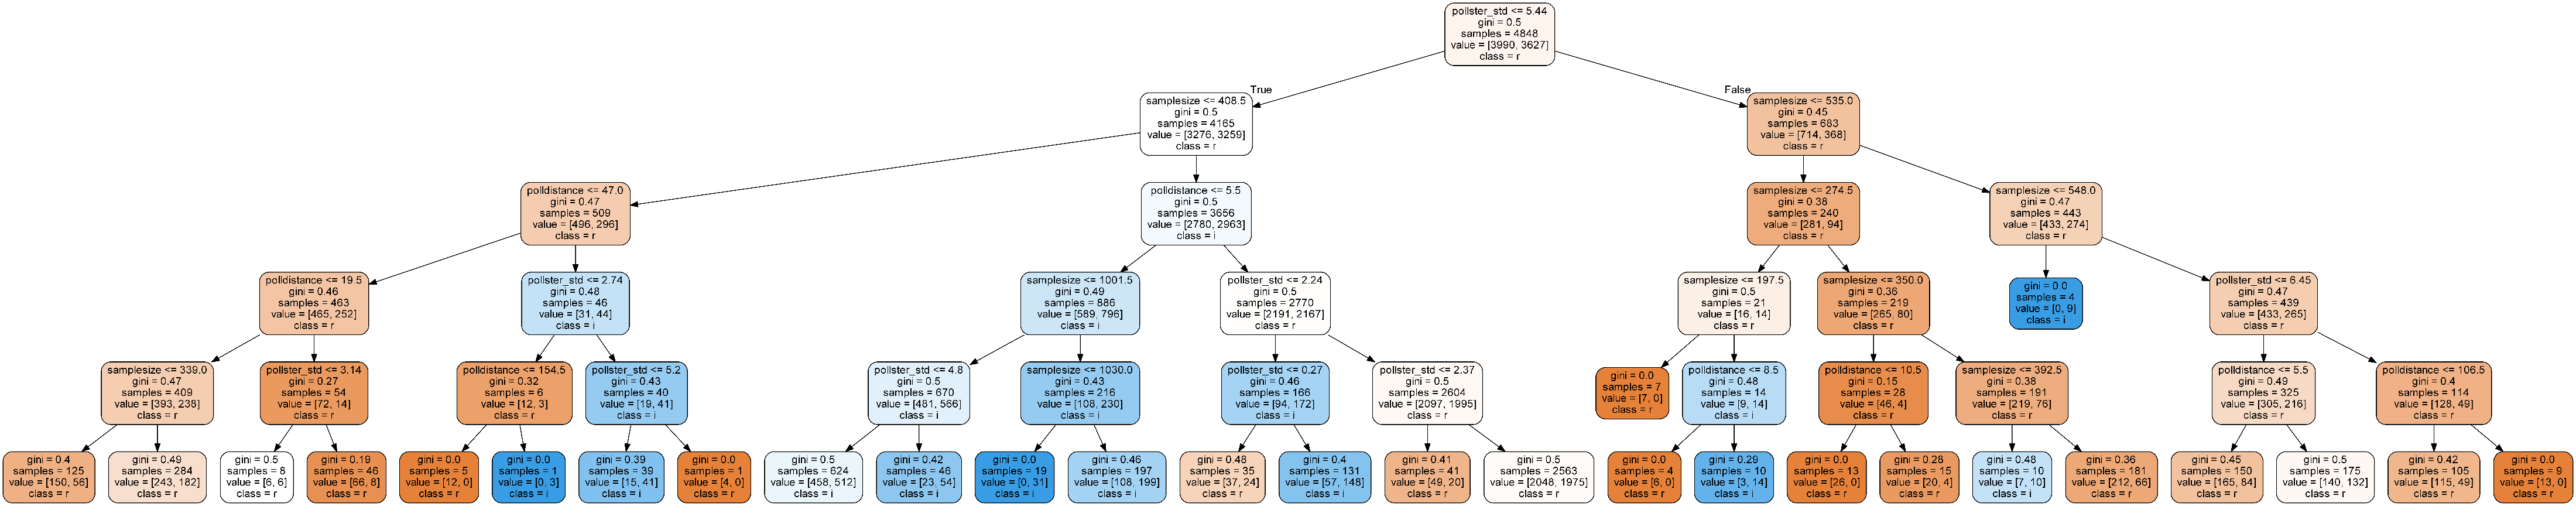 pollster_std <= 5.44
gini = 0.5
samples = 4848
value = [3990, 3627]
class = r
True
False
samplesize <= 408.5
gini = 0.5
samples = 4165
value = [3276, 3259]
class = r
samplesize <= 535.0
gini = 0.45
samples = 683
value = [714, 368]
class = r
polldistance <= 47.0
gini = 0.47
samples = 509
value = [496, 296]
class = r
polldistance <= 5.5
gini = 0.5
samples = 3656
value = [2780, 2963]
class = i
samplesize <= 274.5
gini = 0.38
samples = 240
value = [281, 94]
class = r
samplesize <= 548.0
gini = 0.47
samples = 443
value = [433, 274]
class = r
polldistance <= 19.5
gini = 0.46
samples = 463
value = [465, 252]
class = r
pollster_std <= 2.74
gini = 0.48
samples = 46
value = [31, 44]
class = i
samplesize <= 1001.5
gini = 0.49
samples = 886
value = [589, 796]
class = i
pollster_std <= 2.24
gini = 0.5
samples = 2770
value = [2191, 2167]
class = r
samplesize <= 197.5
gini = 0.5
samples = 21
value = [16, 14]
class = r
samplesize <= 350.0
gini = 0.36
samples = 219
value = [265, 80]
class = r
gini = 0.0
samples = 4
value = [0, 9]
class = i
pollster_std <= 6.45
gini = 0.47
samples = 439
value = [433, 265]
class = r
samplesize <= 339.0
gini = 0.47
samples = 409
value = [393, 238]
class = r
pollster_std <= 3.14
gini = 0.27
samples = 54
value = [72, 14]
class = r
polldistance <= 154.5
gini = 0.32
samples = 6
value = [12, 3]
class = r
pollster_std <= 5.2
gini = 0.43
samples = 40
value = [19, 41]
class = i
pollster_std <= 4.8
gini = 0.5
samples = 670
value = [481, 566]
class = i
samplesize <= 1030.0
gini = 0.43
samples = 216
value = [108, 230]
class = i
pollster_std <= 0.27
gini = 0.46
samples = 166
value = [94, 172]
class = i
pollster_std <= 2.37
gini = 0.5
samples = 2604
value = [2097, 1995]
class = r
gini = 0.0
samples = 7
value = [7, 0]
class = r
polldistance <= 8.5
gini = 0.48
samples = 14
value = [9, 14]
class = i
polldistance <= 10.5
gini = 0.15
samples = 28
value = [46, 4]
class = r
samplesize <= 392.5
gini = 0.38
samples = 191
value = [219, 76]
class = r
polldistance <= 5.5
gini = 0.49
samples = 325
value = [305, 216]
class = r
polldistance <= 106.5
gini = 0.4
samples = 114
value = [128, 49]
class = r
gini = 0.4
samples = 125
value = [150, 56]
class = r
gini = 0.49
samples = 284
value = [243, 182]
class = r
gini = 0.5
samples = 8
value = [6, 6]
class = r
gini = 0.19
samples = 46
value = [66, 8]
class = r
gini = 0.0
samples = 5
value = [12, 0]
class = r
gini = 0.0
samples = 1
value = [0, 3]
class = i
gini = 0.39
samples = 39
value = [15, 41]
class = i
gini = 0.0
samples = 1
value = [4, 0]
class = r
gini = 0.5
samples = 624
value = [458, 512]
class = i
gini = 0.42
samples = 46
value = [23, 54]
class = i
gini = 0.0
samples = 19
value = [0, 31]
class = i
gini = 0.46
samples = 197
value = [108, 199]
class = i
gini = 0.48
samples = 35
value = [37, 24]
class = r
gini = 0.4
samples = 131
value = [57, 148]
class = i
gini = 0.41
samples = 41
value = [49, 20]
class = r
gini = 0.5
samples = 2563
value = [2048, 1975]
class = r
gini = 0.0
samples = 4
value = [6, 0]
class = r
gini = 0.29
samples = 10
value = [3, 14]
class = i
gini = 0.0
samples = 13
value = [26, 0]
class = r
gini = 0.28
samples = 15
value = [20, 4]
class = r
gini = 0.48
samples = 10
value = [7, 10]
class = i
gini = 0.36
samples = 181
value = [212, 66]
class = r
gini = 0.45
samples = 150
value = [165, 84]
class = r
gini = 0.5
samples = 175
value = [140, 132]
class = r
gini = 0.42
samples = 105
value = [115, 49]
class = r
gini = 0.0
samples = 9
value = [13, 0]
class = r